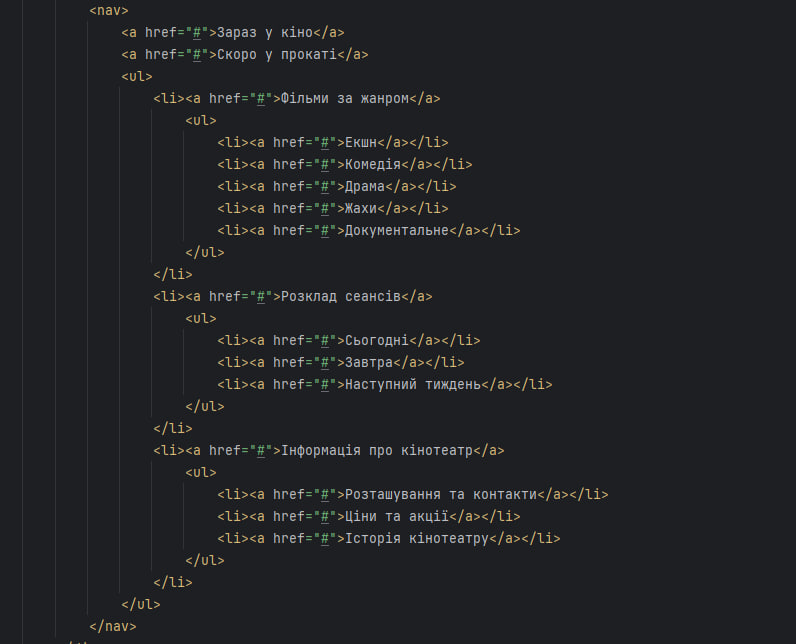 <nav>
<a href="#">Зараз у кіно</a>
<a href="#">Скоро у прокаті</a>
<ul>
<li><a href="#">Фільми за жанром</a>
<ul>
<li><a href="#">Екшн</a></li>
<li><a href="#">Комедія</a></li>
<li><a href="#">Драма</a></li>
<li><a href="#">Жахи</a></li>
<li><a href="#">Документальне</a></li>
</ul>
</li>
<li><a href="#">Розклад сеансів</a>
<ul>
<li><a href="#">Сьогодні</a></li>
<li><a href="#">Завтра</a></li>
<li><a href="#">Наступний тиждень</a></li>
</ul>
</li>
<li><a href="#">Інформація про кінотеатр</a>
<ul>
<li><a href="#">Розташування та контакти</a></li>
<li><a href="#">Ціни та акції</a></li>
<li><a href="#">Історія кінотеатру</a></li>
</ul>
</li>
</ul>
</nav>